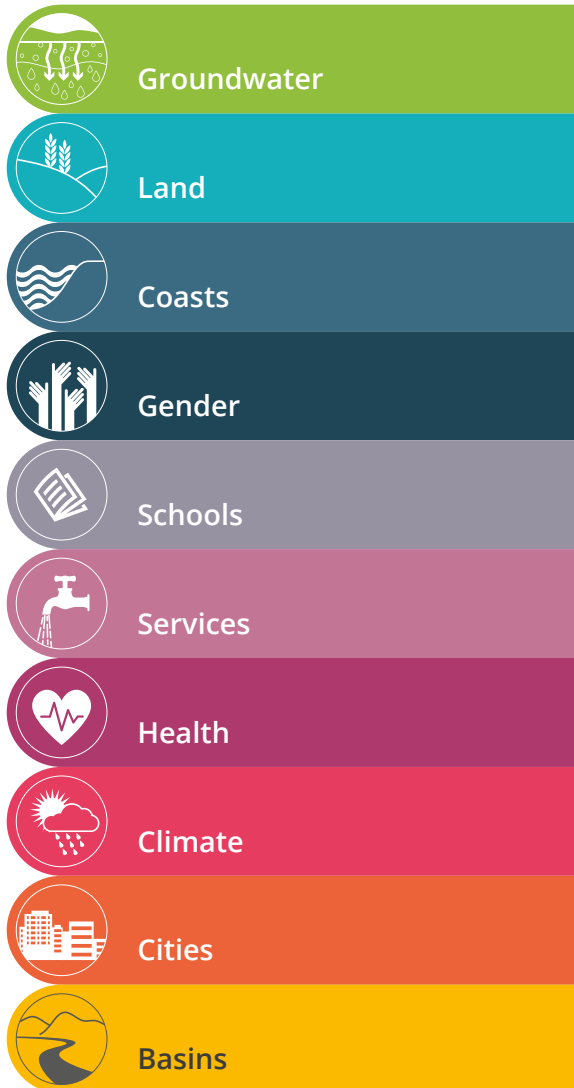 Groundwater
Land
Coasts
Gender
Schools
Services
Health
Climate
Cities
Basins